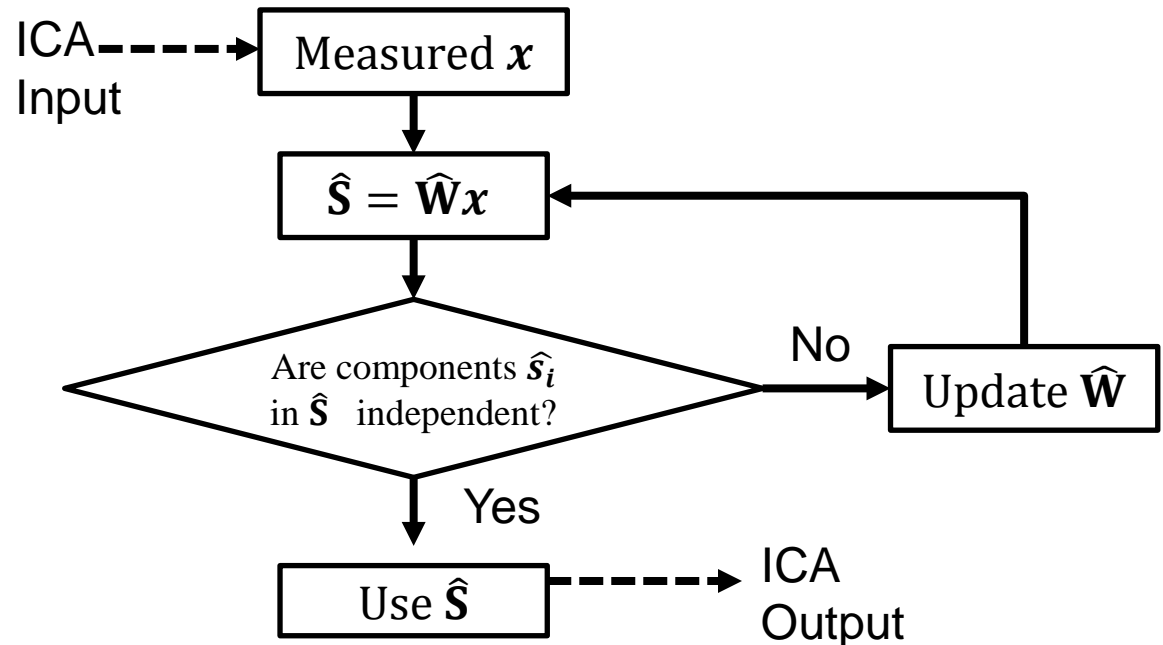 ICA
Input
Measured 𝒙
𝐒̂ = 𝐖̂𝒙
Are components 𝒔̂ᵢ
in 𝐒̂ independent?
No
Update 𝐖̂
Yes
Use 𝐒̂
ICA
Output